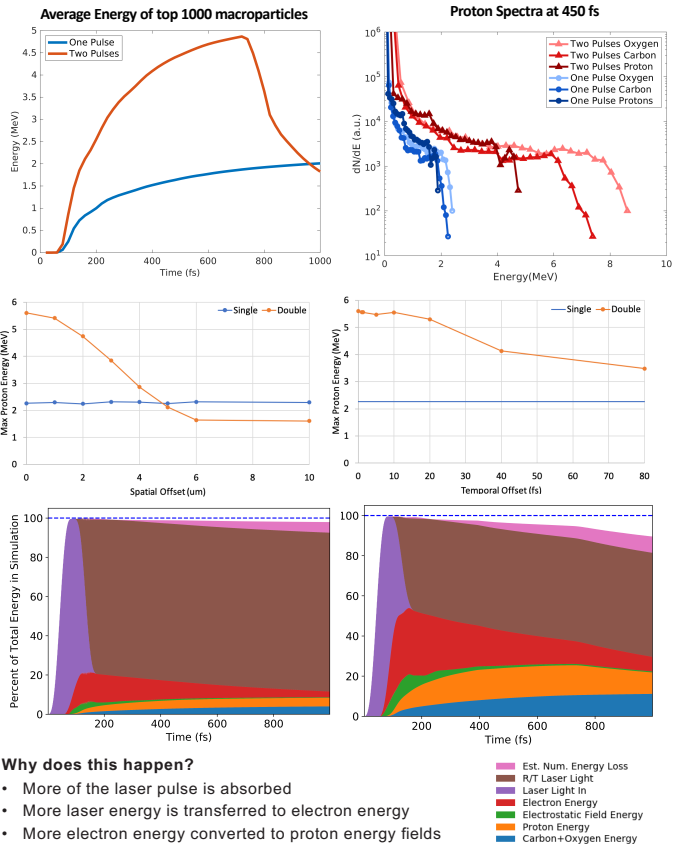 Average Energy of top 1000 macroparticles
5
4.5
4
3.5
3
2.5
2
1.5
1
0.5
0
Energy (MeV)
One Pulse
Two Pulses
200
400
600
800
1000
Time (fs)
Proton Spectra at 450 fs
10^6
10^5
10^4
10^3
10^2
10^1
dN/dE (a.u.)
Two Pulses Oxygen
Two Pulses Carbon
Two Pulses Proton
One Pulse Oxygen
One Pulse Carbon
One Pulse Protons
0
2
4
6
8
10
Energy(MeV)
6
5
4
3
2
1
0
Max Proton Energy (MeV)
Single
Double
0
2
4
6
8
10
Spatial Offset(um)
6
5
4
3
2
1
0
Max Proton Energy (MeV)
Single
Double
0
10
20
30
40
50
60
70
80
Temporal Offset (fs)
100
80
60
40
20
0
Percent of Total Energy in Simulation
200
400
600
800
Time (fs)
100
80
60
40
20
0
200
400
600
800
Time (fs)
Why does this happen?
• More of the laser pulse is absorbed
• More laser energy is transferred to electron energy
• More electron energy converted to proton energy fields
Est. Num. Energy Loss
R/T Laser Light
Laser Light In
Electron Energy
Electrostatic Field Energy
Proton Energy
Carbon+Oxygen Energy